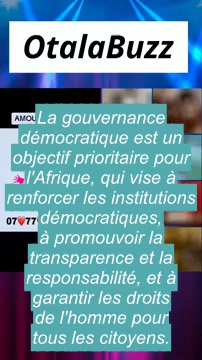 OtalaBuzz
AMOU
La gouvernance
démocratique est un
objectif prioritaire pour
l'Afrique, qui vise à
renforcer les institutions
démocratiques,
à promouvoir la
transparence et la
responsabilité, et à
garantir les droits
de l'homme pour
tous les citoyens.